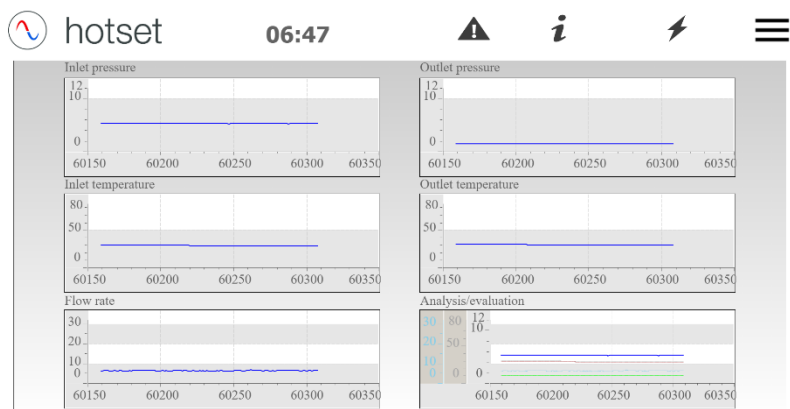 hotset 06:47
Inlet pressure Outlet pressure
12 12
10 10
0 0
60150 60200 60250 60300 60350 60150 60200 60250 60300 60350
Inlet temperature Outlet temperature
80 80
50 50
0 0
60150 60200 60250 60300 60350 60150 60200 60250 60300 60350
Flow rate Analysis/evaluation
30 30 80 12
10
20 20 50
10 10
0 0 0 0
60150 60200 60250 60300 60350 60150 60200 60250 60300 60350